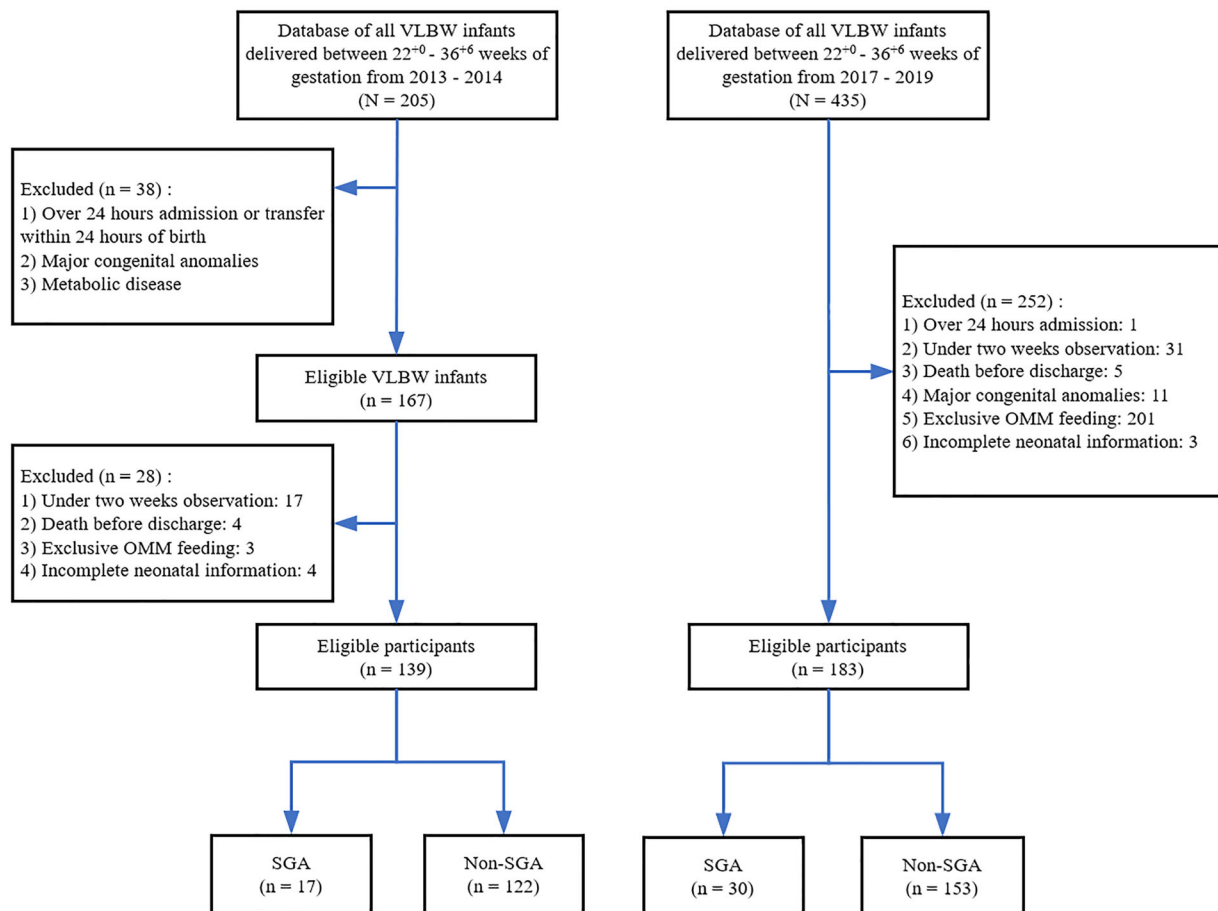 Database of all VLBW infants
delivered between 22⁺⁰ - 36⁺⁶ weeks of
gestation from 2013 - 2014
(N = 205)
Excluded (n = 38) :
1) Over 24 hours admission or transfer
within 24 hours of birth
2) Major congenital anomalies
3) Metabolic disease
Eligible VLBW infants
(n = 167)
Excluded (n = 28) :
1) Under two weeks observation: 17
2) Death before discharge: 4
3) Exclusive OMM feeding: 3
4) Incomplete neonatal information: 4
Eligible participants
(n = 139)
SGA
(n = 17)
Non-SGA
(n = 122)
Database of all VLBW infants
delivered between 22⁺⁰ - 36⁺⁶ weeks of
gestation from 2017 - 2019
(N = 435)
Excluded (n = 252) :
1) Over 24 hours admission: 1
2) Under two weeks observation: 31
3) Death before discharge: 5
4) Major congenital anomalies: 11
5) Exclusive OMM feeding: 201
6) Incomplete neonatal information: 3
Eligible participants
(n = 183)
SGA
(n = 30)
Non-SGA
(n = 153)